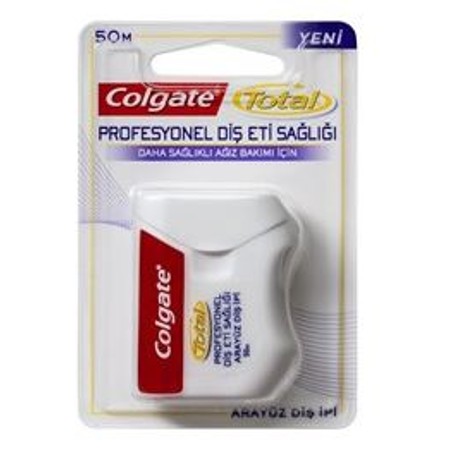 50M
YENİ
Colgate® Total
PROFESYONEL DİŞ ETİ SAĞLIĞI
DAHA SAĞLIKLI AĞIZ BAKIMI İÇİN
Colgate®
Total
PROFESYONEL
DİŞ ETİ SAĞLIĞI
ARAYÜZ DİŞ İPİ
50M
ARAYÜZ DİŞ İPİ